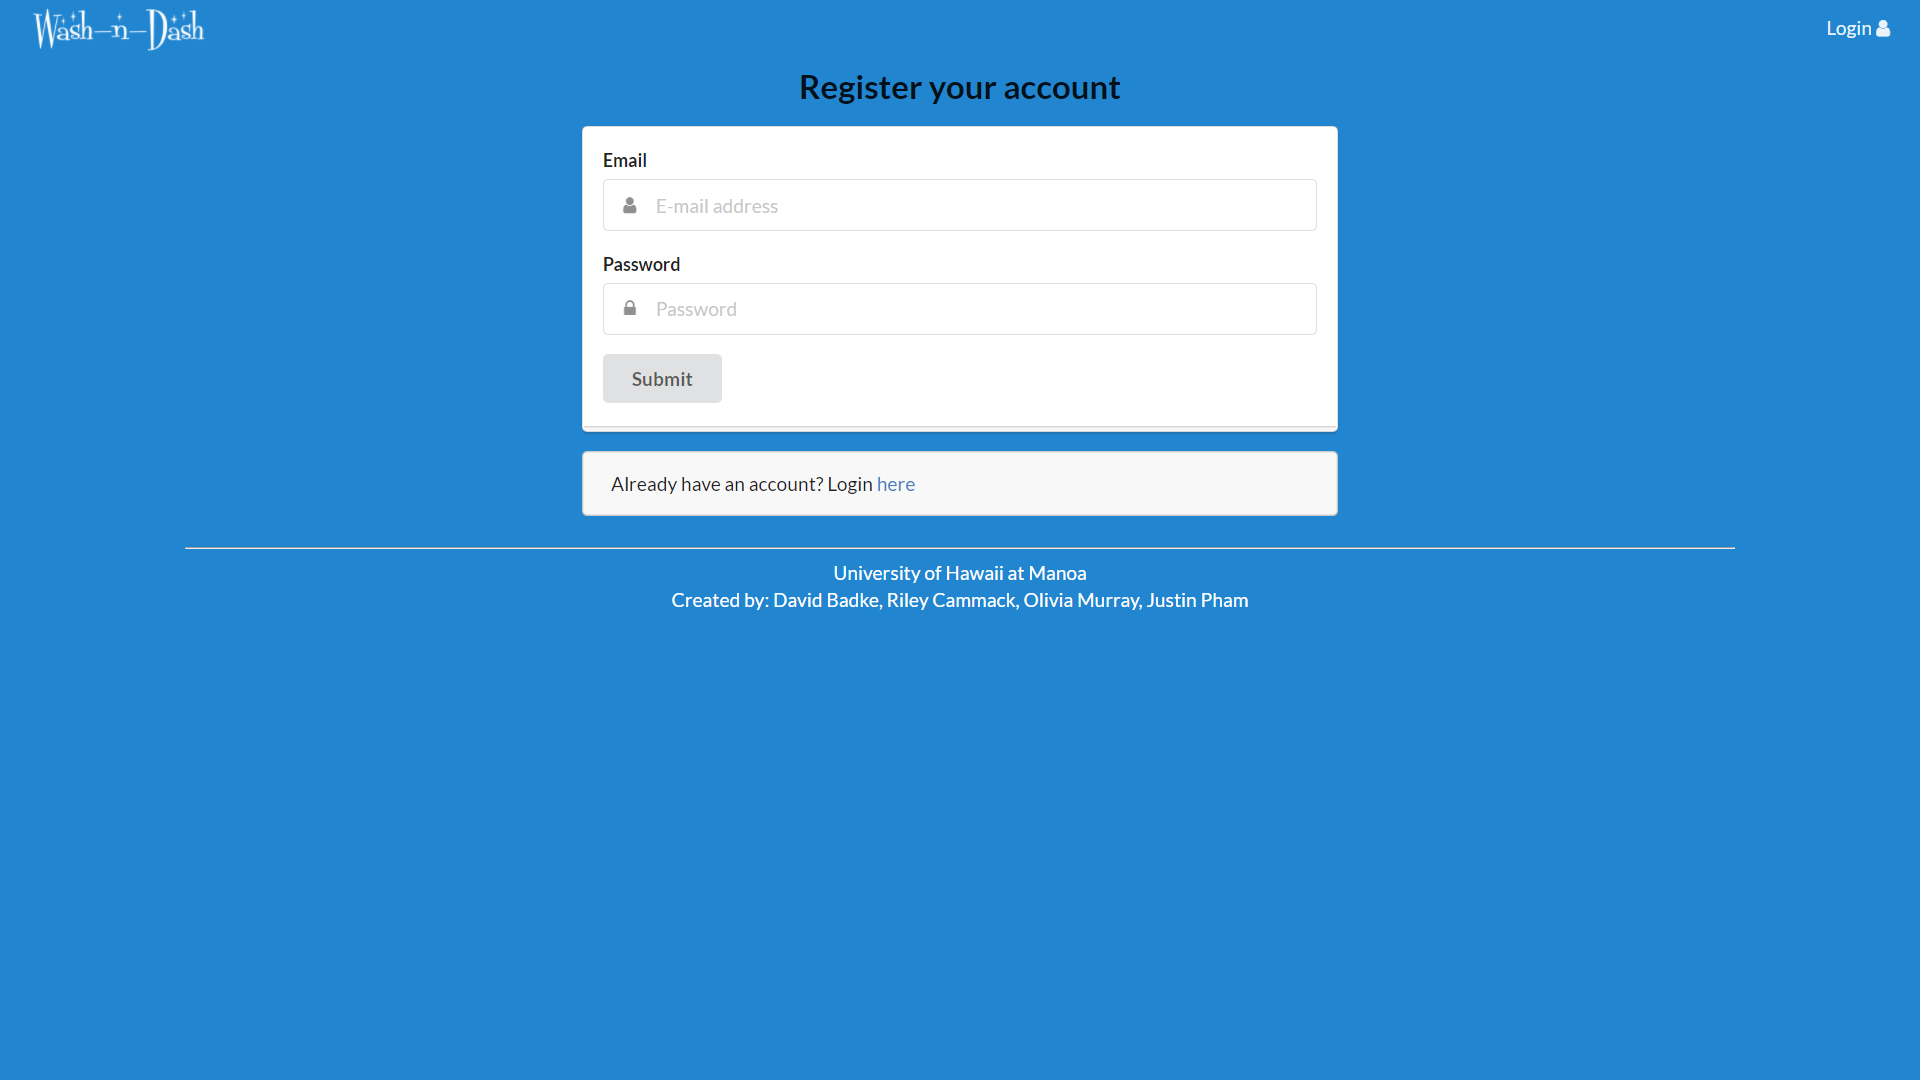 Wash-n-Dash
Login
Register your account
Email
E-mail address
Password
Password
Submit
Already have an account? Login here
University of Hawaii at Manoa
Created by: David Badke, Riley Cammack, Olivia Murray, Justin Pham